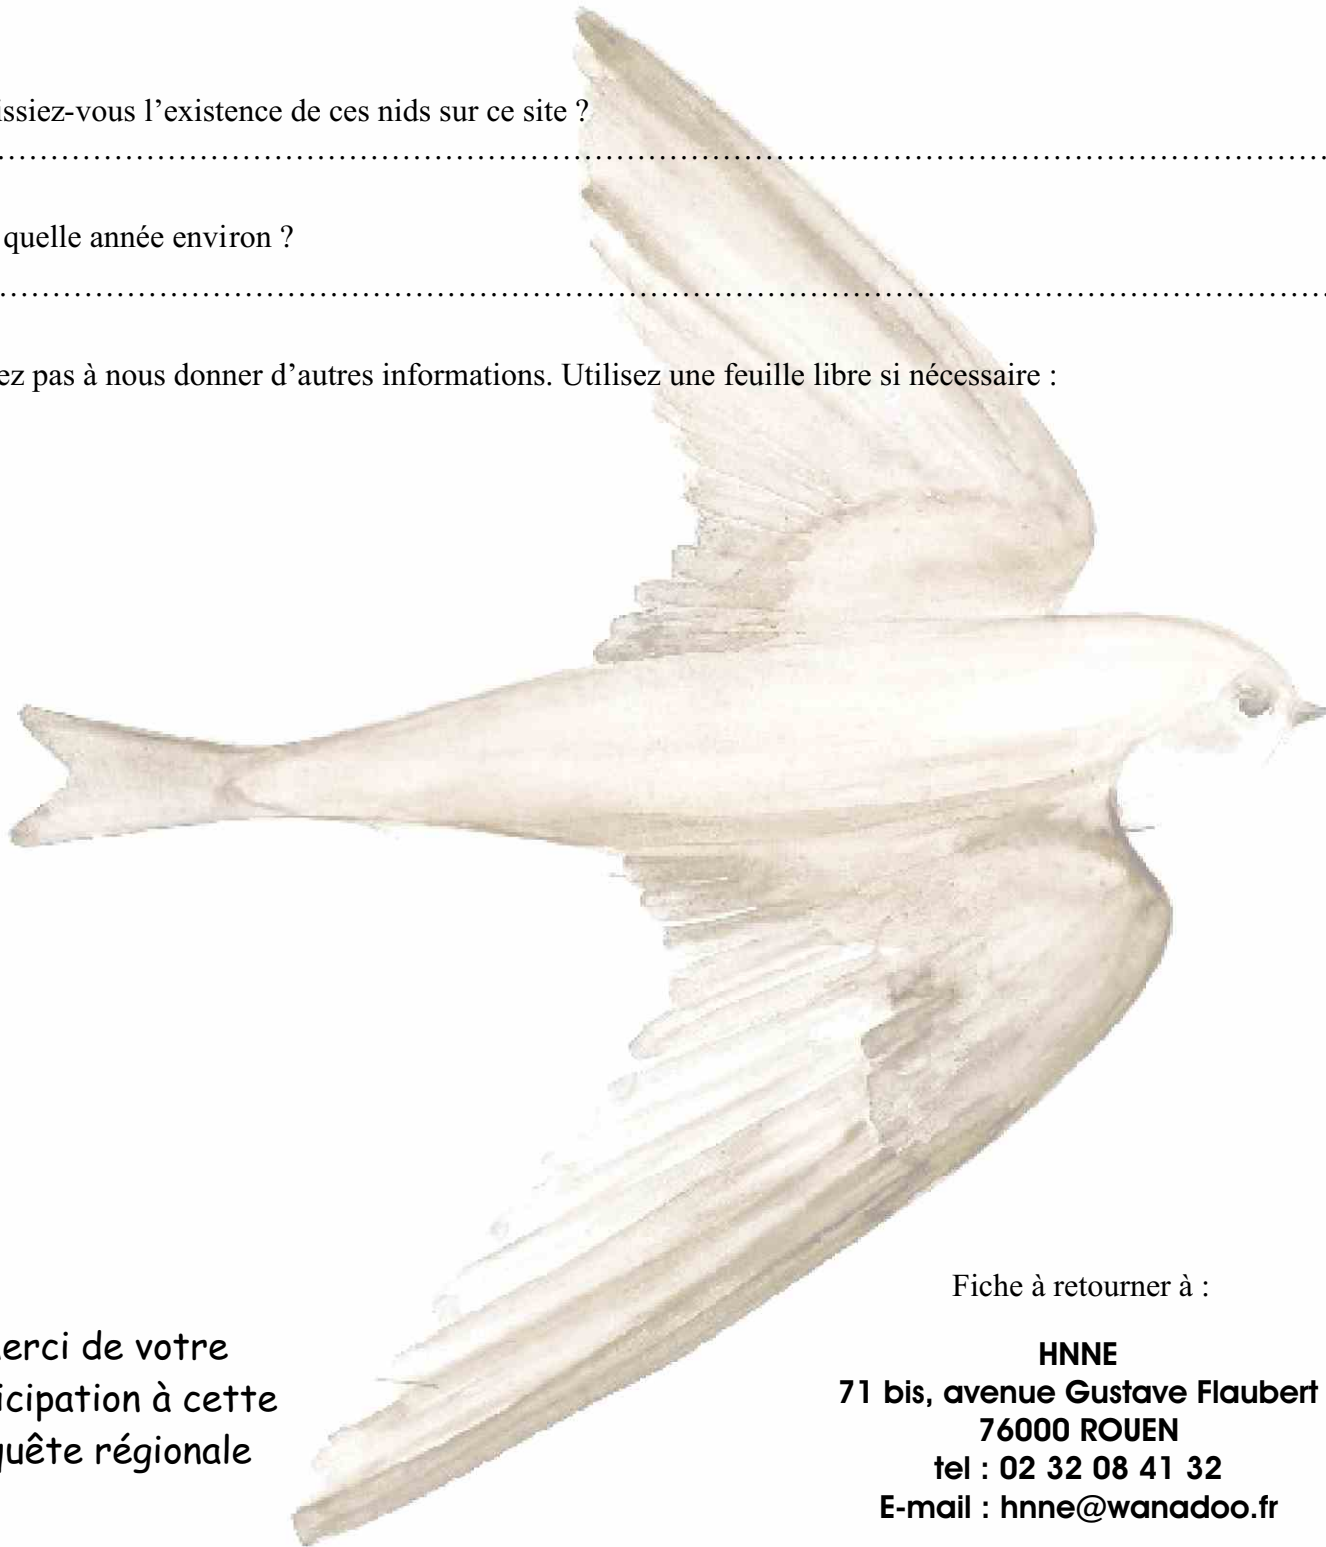 issiez-vous l’existence de ces nids sur ce site ?
………………………………………………………………………………………………
quelle année environ ?
………………………………………………………………………………………………
ez pas à nous donner d’autres informations. Utilisez une feuille libre si nécessaire :
erci de votre
icipation à cette
quête régionale
Fiche à retourner à :
HNNE
71 bis, avenue Gustave Flaubert
76000 ROUEN
tel : 02 32 08 41 32
E-mail : hnne@wanadoo.fr